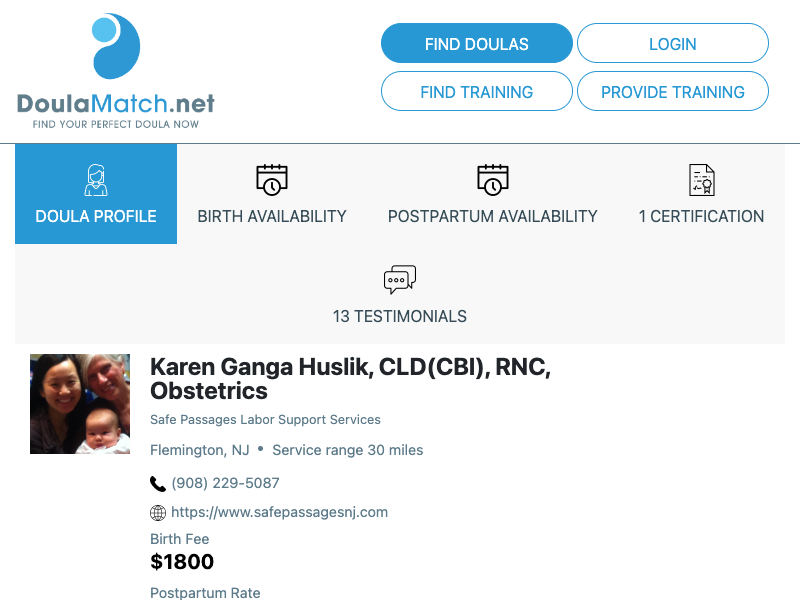 DoulaMatch.net
FIND YOUR PERFECT DOULA NOW
FIND DOULAS
LOGIN
FIND TRAINING
PROVIDE TRAINING
DOULA PROFILE
BIRTH AVAILABILITY
POSTPARTUM AVAILABILITY
1 CERTIFICATION
13 TESTIMONIALS
Karen Ganga Huslik, CLD(CBI), RNC,
Obstetrics
Safe Passages Labor Support Services
Flemington, NJ • Service range 30 miles
(908) 229-5087
https://www.safepassagesnj.com
Birth Fee
$1800
Postpartum Rate